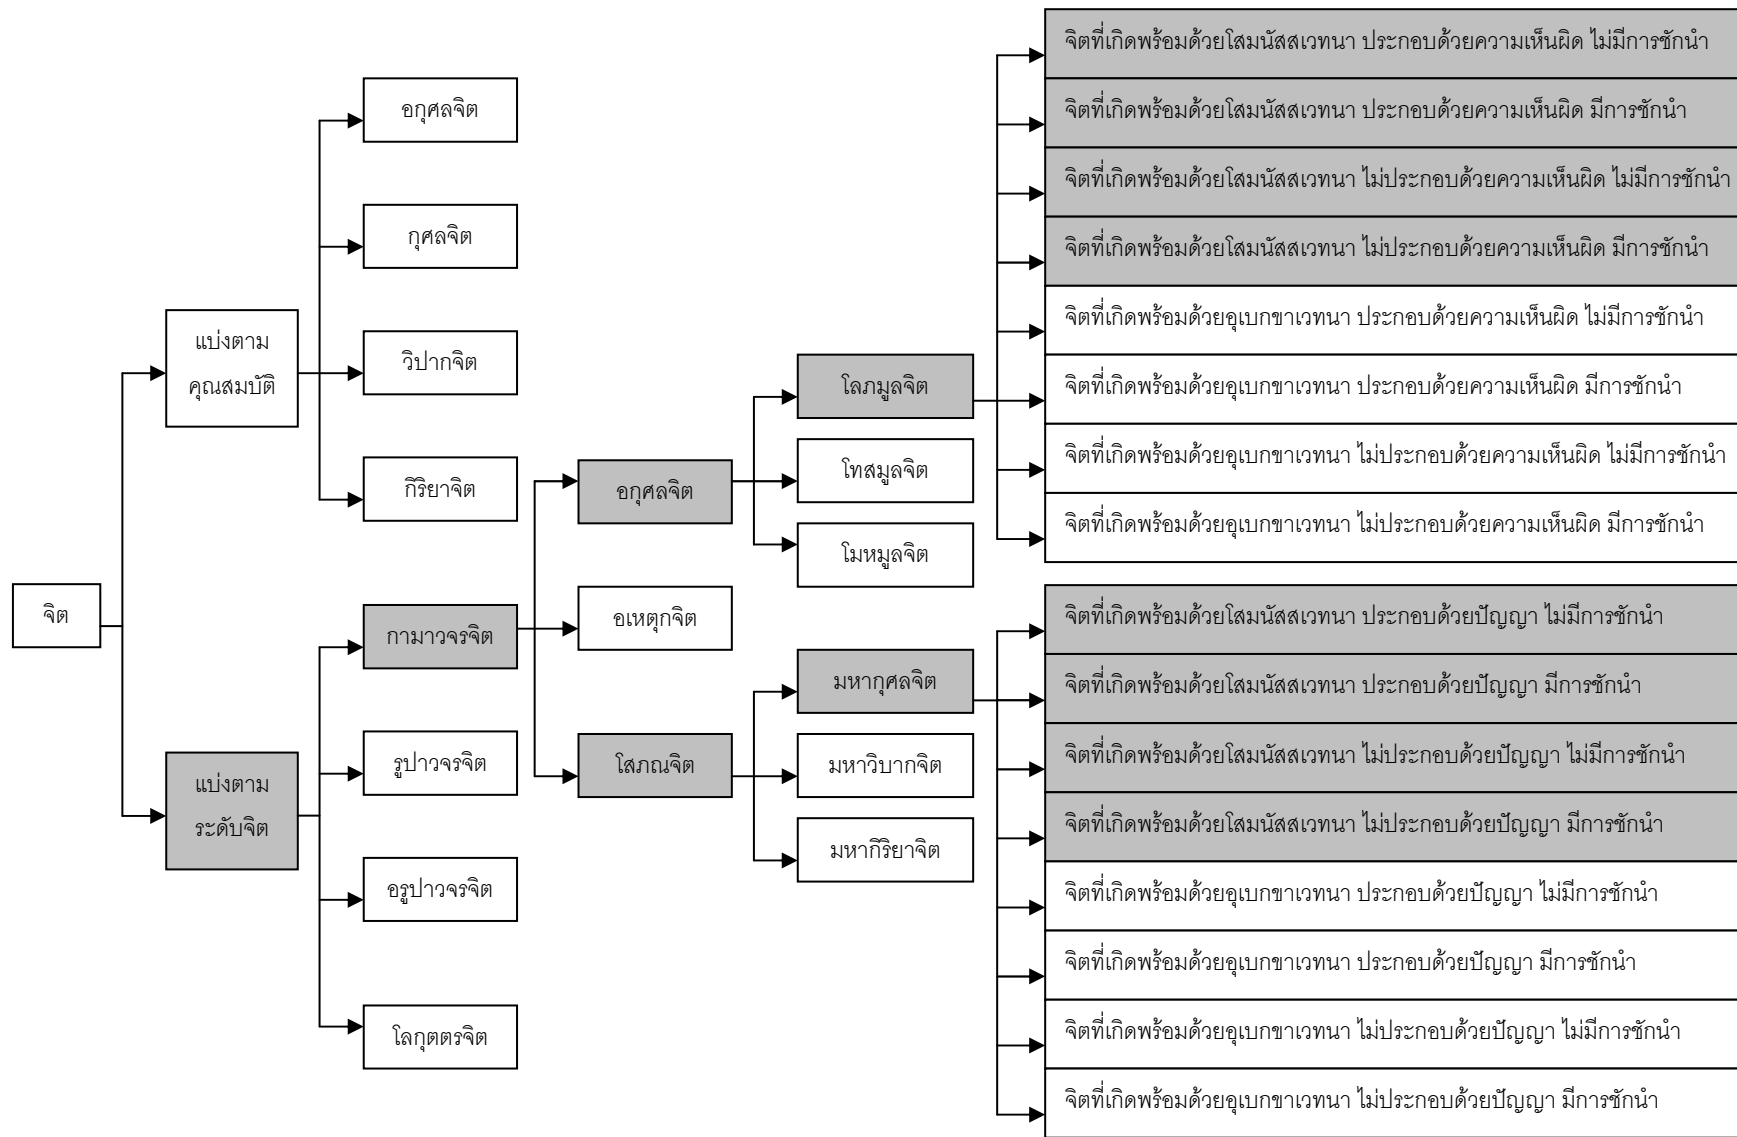 จิต
แบ่งตาม
คุณสมบัติ
แบ่งตาม
ระดับจิต
อกุศลจิต
กุศลจิต
วิปากจิต
กิริยาจิต
กามาวจรจิต
รูปาวจรจิต
อรูปาวจรจิต
โลกุตตรจิต
อกุศลจิต
อเหตุกจิต
โสภณจิต
โลภมูลจิต
โทสมูลจิต
โมหมูลจิต
มหากุศลจิต
มหาวิบากจิต
มหากิริยาจิต
จิตที่เกิดพร้อมด้วยโสมนัสสเวทนา ประกอบด้วยความเห็นผิด ไม่มีการชักนำ
จิตที่เกิดพร้อมด้วยโสมนัสสเวทนา ประกอบด้วยความเห็นผิด มีการชักนำ
จิตที่เกิดพร้อมด้วยโสมนัสสเวทนา ไม่ประกอบด้วยความเห็นผิด ไม่มีการชักนำ
จิตที่เกิดพร้อมด้วยโสมนัสสเวทนา ไม่ประกอบด้วยความเห็นผิด มีการชักนำ
จิตที่เกิดพร้อมด้วยอุเบกขาเวทนา ประกอบด้วยความเห็นผิด ไม่มีการชักนำ
จิตที่เกิดพร้อมด้วยอุเบกขาเวทนา ประกอบด้วยความเห็นผิด มีการชักนำ
จิตที่เกิดพร้อมด้วยอุเบกขาเวทนา ไม่ประกอบด้วยความเห็นผิด ไม่มีการชักนำ
จิตที่เกิดพร้อมด้วยอุเบกขาเวทนา ไม่ประกอบด้วยความเห็นผิด มีการชักนำ
จิตที่เกิดพร้อมด้วยโสมนัสสเวทนา ประกอบด้วยปัญญา ไม่มีการชักนำ
จิตที่เกิดพร้อมด้วยโสมนัสสเวทนา ประกอบด้วยปัญญา มีการชักนำ
จิตที่เกิดพร้อมด้วยโสมนัสสเวทนา ไม่ประกอบด้วยปัญญา ไม่มีการชักนำ
จิตที่เกิดพร้อมด้วยโสมนัสสเวทนา ไม่ประกอบด้วยปัญญา มีการชักนำ
จิตที่เกิดพร้อมด้วยอุเบกขาเวทนา ประกอบด้วยปัญญา ไม่มีการชักนำ
จิตที่เกิดพร้อมด้วยอุเบกขาเวทนา ประกอบด้วยปัญญา มีการชักนำ
จิตที่เกิดพร้อมด้วยอุเบกขาเวทนา ไม่ประกอบด้วยปัญญา ไม่มีการชักนำ
จิตที่เกิดพร้อมด้วยอุเบกขาเวทนา ไม่ประกอบด้วยปัญญา มีการชักนำ